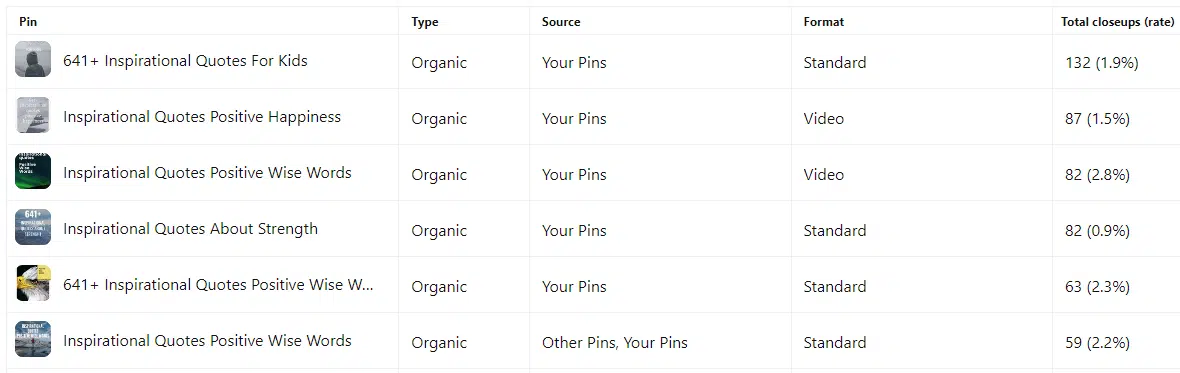 Pin Type Source Format Total closeups (rate)
641+ Inspirational Quotes For Kids Organic Your Pins Standard 132 (1.9%)
Inspirational Quotes Positive Happiness Organic Your Pins Video 87 (1.5%)
Inspirational Quotes Positive Wise Words Organic Your Pins Video 82 (2.8%)
Inspirational Quotes About Strength Organic Your Pins Standard 82 (0.9%)
641+ Inspirational Quotes Positive Wise W... Organic Your Pins Standard 63 (2.3%)
Inspirational Quotes Positive Wise Words Organic Other Pins, Your Pins Standard 59 (2.2%)